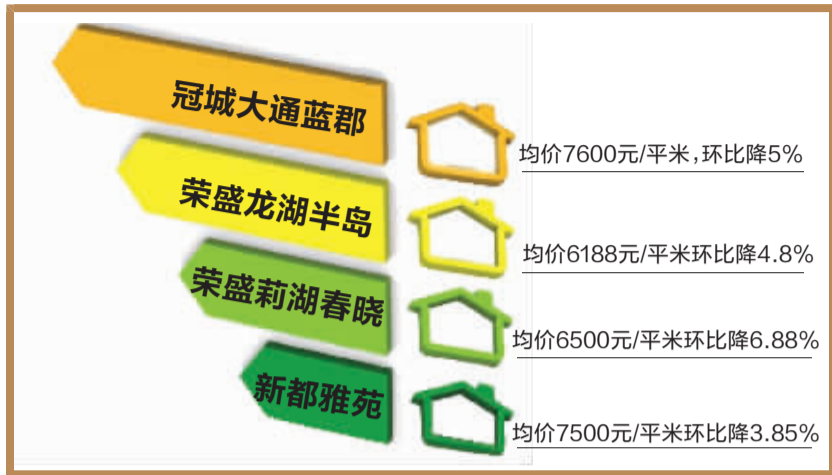 冠城大通蓝郡
均价7600元/平米，环比降5%
荣盛龙湖半岛
均价6188元/平米环比降4.8%
荣盛莉湖春晓
均价6500元/平米环比降6.88%
新都雅苑
均价7500元/平米环比降3.85%